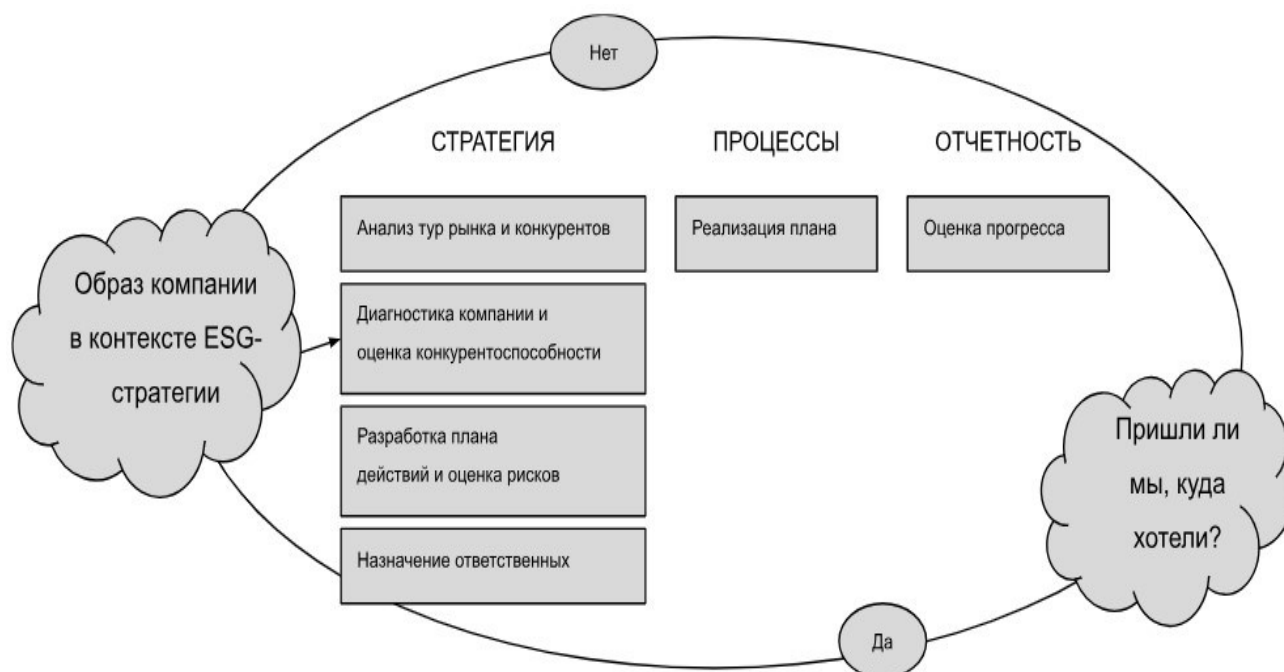 Нет
СТРАТЕГИЯ
ПРОЦЕССЫ
ОТЧЕТНОСТЬ
Образ компании
в контексте ESG-
стратегии
Анализ тур рынка и конкурентов
Диагностика компании и
оценка конкурентоспособности
Разработка плана
действий и оценка рисков
Назначение ответственных
Реализация плана
Оценка прогресса
Пришли ли
мы, куда
хотели?
Да